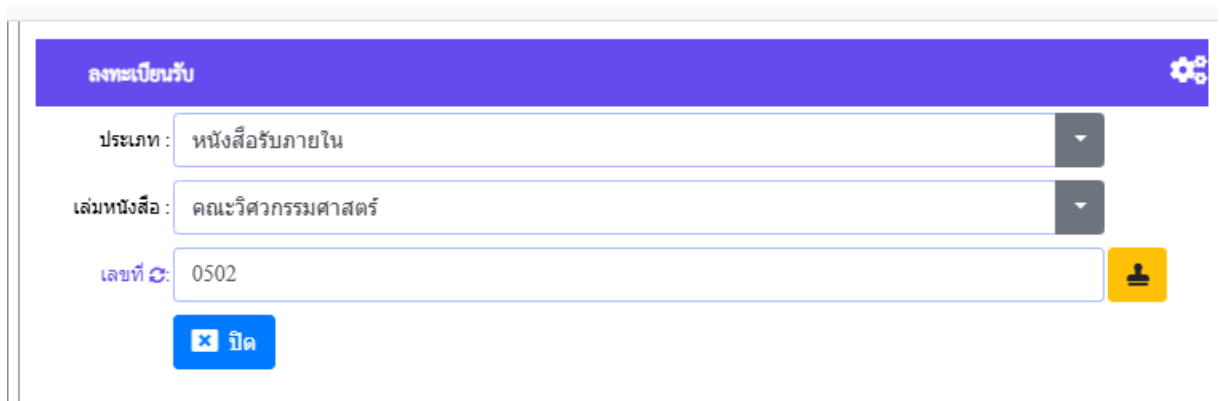 ลงทะเบียนรับ
ประเภท : หนังสือรับภายใน
เล่มหนังสือ : คณะวิศวกรรมศาสตร์
เลขที่ : 0502
ปิด